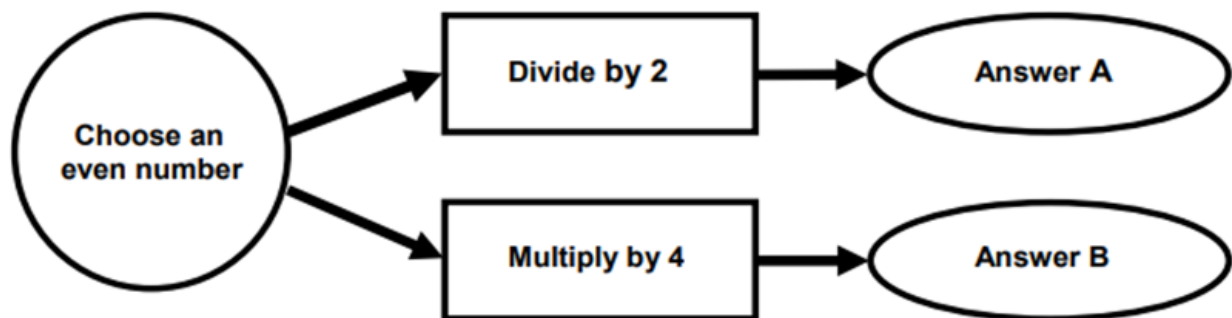 Choose an
even number
Divide by 2
Answer A
Multiply by 4
Answer B